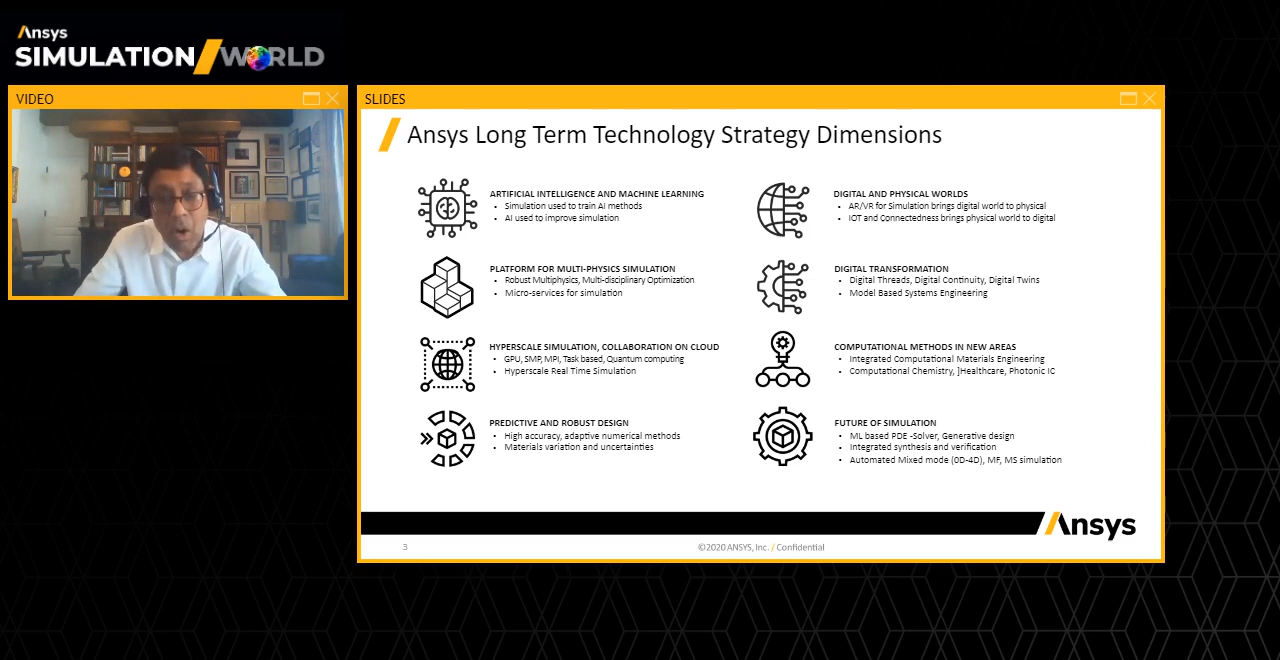 Ansys
SIMULATION WORLD
VIDEO
SLIDES
Ansys Long Term Technology Strategy Dimensions
ARTIFICIAL INTELLIGENCE AND MACHINE LEARNING
• Simulation used to train AI methods
• AI used to improve simulation
PLATFORM FOR MULTI-PHYSICS SIMULATION
• Robust Multiphysics, Multi-disciplinary Optimization
• Micro-services for simulation
HYPERSCALE SIMULATION, COLLABORATION ON CLOUD
• GPU, SMP, MPI, Task based, Quantum computing
• Hyperscale Real Time Simulation
PREDICTIVE AND ROBUST DESIGN
• High accuracy, adaptive numerical methods
• Materials variation and uncertainties
DIGITAL AND PHYSICAL WORLDS
• AR/VR for Simulation brings digital world to physical
• IOT and Connectedness brings physical world to digital
DIGITAL TRANSFORMATION
• Digital Threads, Digital Continuity, Digital Twins
• Model Based Systems Engineering
COMPUTATIONAL METHODS IN NEW AREAS
• Integrated Computational Materials Engineering
• Computational Chemistry, ]Healthcare, Photonic IC
FUTURE OF SIMULATION
• ML based PDE -Solver, Generative design
• Integrated synthesis and verification
• Automated Mixed mode (0D-4D), MF, MS simulation
Ansys
3
©2020 ANSYS, Inc. / Confidential